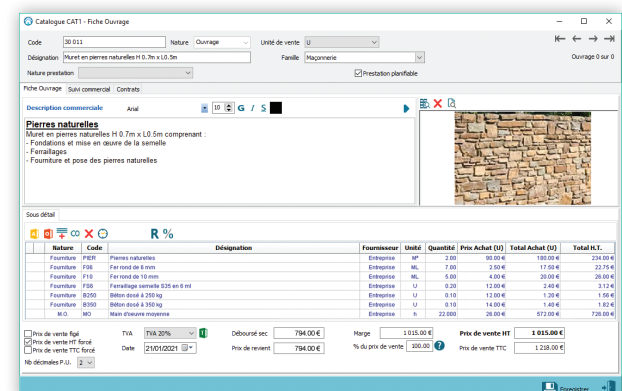 Catalogue CAT1 - Fiche Ouvrage
Code 30 011 Nature Ouvrage Unité de vente U
Désignation Muret en pierres naturelles H 0.7m x L0.5m Famille Maçonnerie Ouvrage 0 sur 0
Nature prestation Prestation planifiable
Fiche Ouvrage Suivi commercial Contrats
Description commerciale Arial 10 G I S
Pierres naturelles
Muret en pierres naturelles H 0.7m x L0.5m comprenant :
- Fondations et mise en œuvre de la semelle
- Ferraillages
- Fourniture et pose des pierres naturelles
Sous détail
R %
Nature Code Désignation Fournisseur Unité Quantité Prix Achat (U) Total Achat (U) Total H.T.
Fourniture PIER Pierres naturelles Entreprise M² 2.00 90.00 € 180.00 € 234.00 €
Fourniture F06 Fer rond de 6 mm Entreprise ML 7.00 2.50 € 17.50 € 22.75 €
Fourniture F10 Fer rond de 10 mm Entreprise ML 5.00 4.00 € 20.00 € 26.00 €
Fourniture FS6 Ferraillage semelle S35 en 6 ml Entreprise U 0.20 12.00 € 2.40 € 3.12 €
Fourniture B250 Béton dosé à 250 kg Entreprise U 0.10 12.00 € 1.20 € 1.56 €
Fourniture B350 Béton dosé à 350 kg Entreprise U 0.10 14.00 € 1.40 € 1.82 €
M.O. MO Main d'œuvre moyenne Entreprise h 22.000 26.00 € 572.00 € 726.00 €
Prix de vente figé TVA TVA 20% Déboursé sec 794.00 € Marge 1 015.00 € Prix de vente HT 1 015.00 €
Prix de vente HT forcé
Prix de vente TTC forcé Date 21/01/2021 Prix de revient 794.00 € % du prix de vente 100.00 ? Prix de vente TTC 1 218.00 €
Nb décimales P.U. 2
Enregistrer